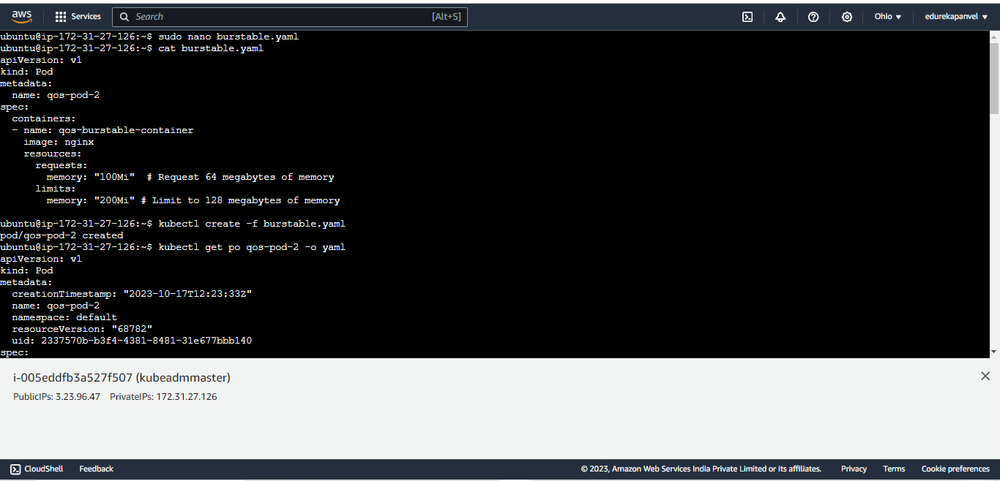 aws Services Search [Alt+S] Ohio edurekapanvel
ubuntu@ip-172-31-27-126:~$ sudo nano burstable.yaml
ubuntu@ip-172-31-27-126:~$ cat burstable.yaml
apiVersion: v1
kind: Pod
metadata:
  name: qos-pod-2
spec:
  containers:
  - name: qos-burstable-container
    image: nginx
    resources:
      requests:
        memory: "100Mi"  # Request 64 megabytes of memory
      limits:
        memory: "200Mi" # Limit to 128 megabytes of memory
ubuntu@ip-172-31-27-126:~$ kubectl create -f burstable.yaml
pod/qos-pod-2 created
ubuntu@ip-172-31-27-126:~$ kubectl get po qos-pod-2 -o yaml
apiVersion: v1
kind: Pod
metadata:
  creationTimestamp: "2023-10-17T12:23:33Z"
  name: qos-pod-2
  namespace: default
  resourceVersion: "68782"
  uid: 2337570b-b3f4-4381-8481-31e677bbb140
spec:
i-005eddfb3a527f507 (kubeadmmaster)
PublicIPs: 3.23.96.47 PrivateIPs: 172.31.27.126
CloudShell Feedback © 2023, Amazon Web Services India Private Limited or its affiliates. Privacy Terms Cookie preferences